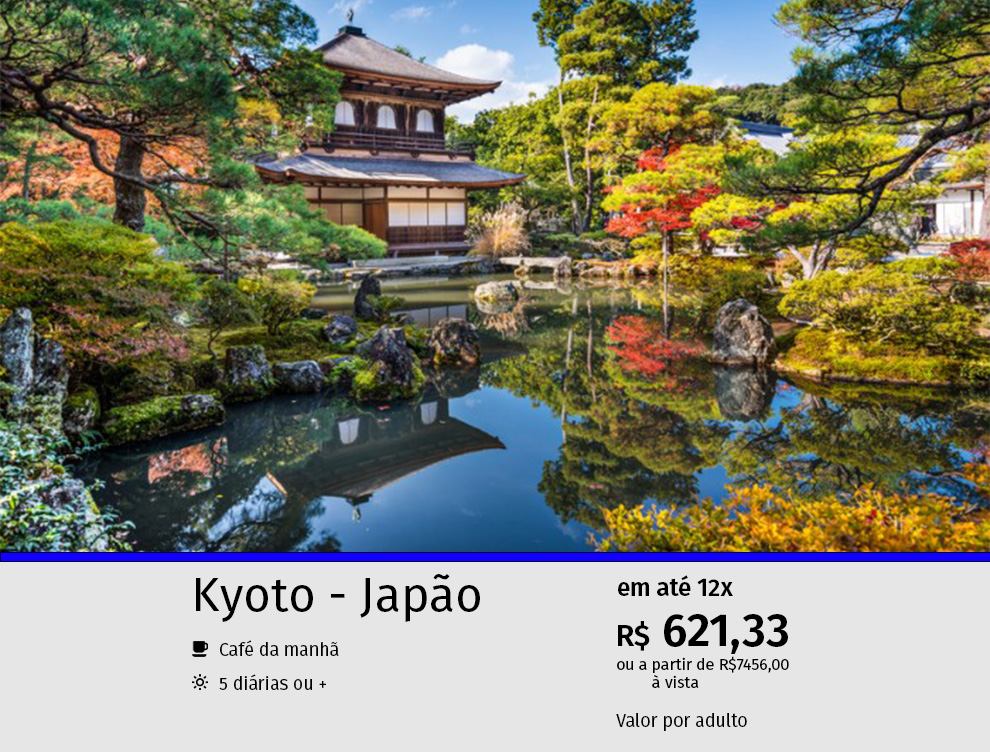 Kyoto - Japão
Café da manhã
5 diárias ou +
em até 12x
R$ 621,33
ou a partir de R$7456,00
à vista
Valor por adulto